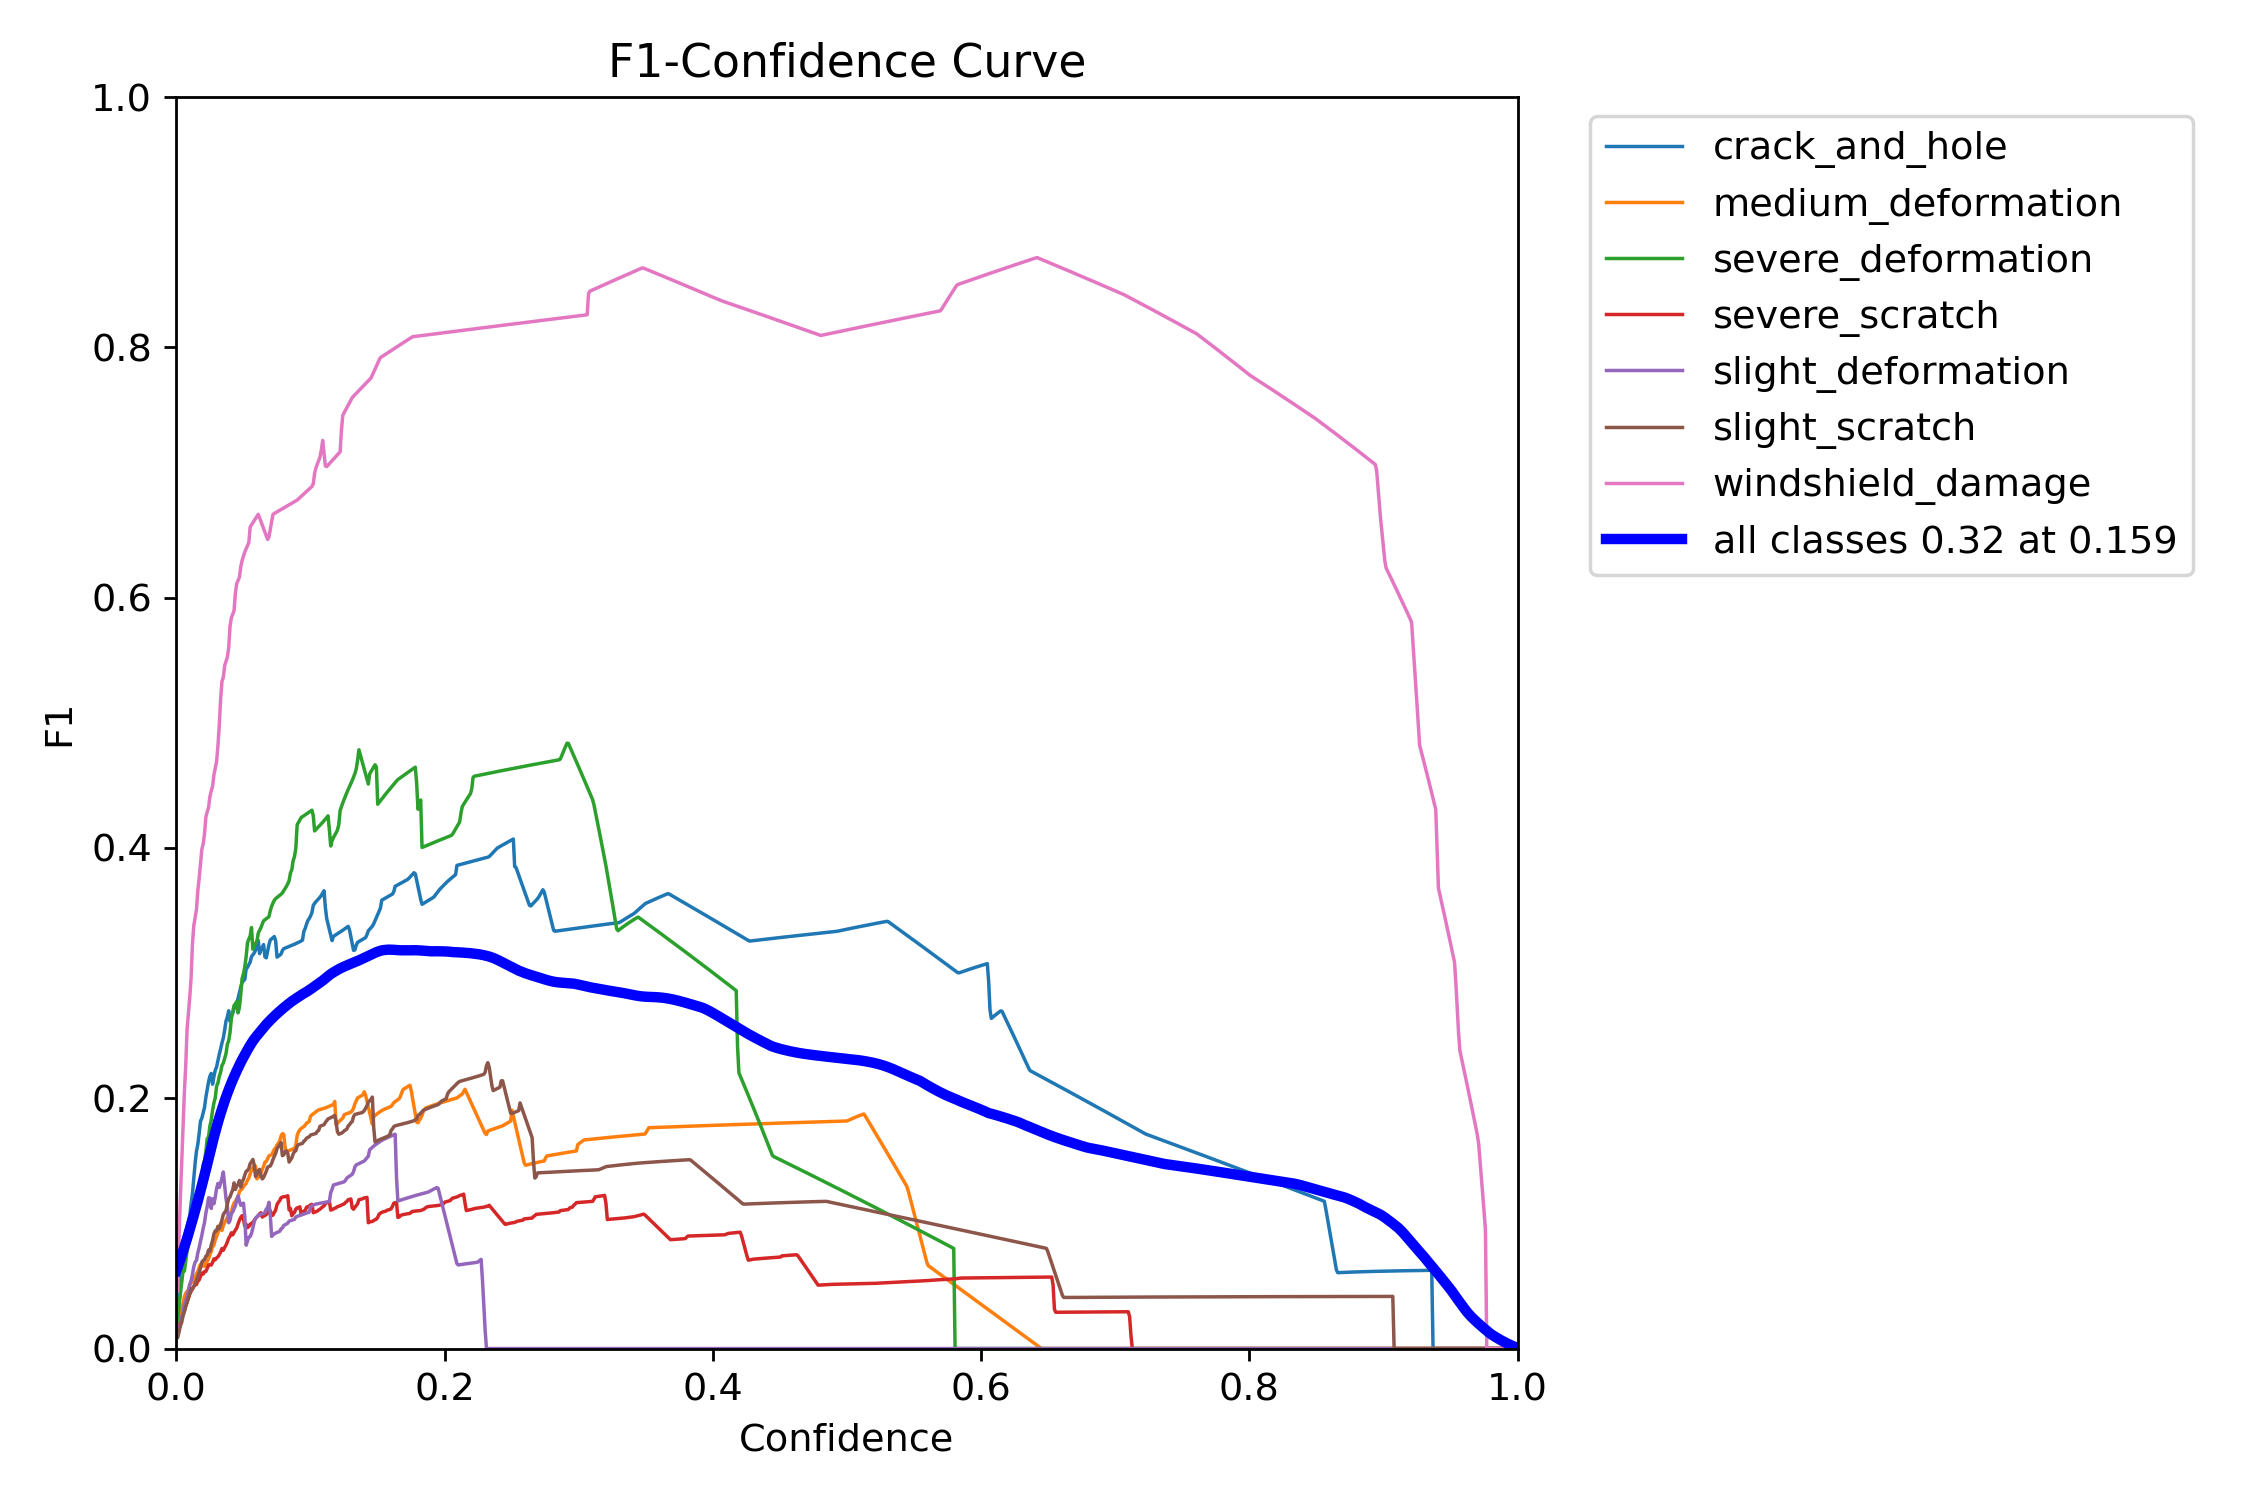 F1-Confidence Curve
1.0
0.8
0.6
0.4
0.2
0.0
F1
0.0 0.2 0.4 0.6 0.8 1.0
Confidence
crack_and_hole
medium_deformation
severe_deformation
severe_scratch
slight_deformation
slight_scratch
windshield_damage
all classes 0.32 at 0.159